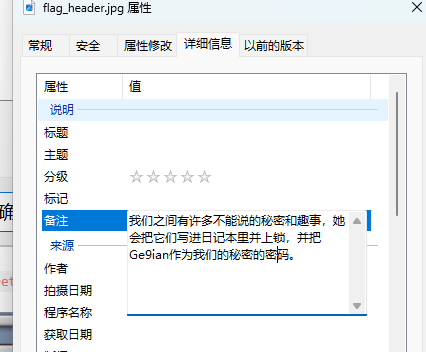 flag_header.jpg 属性
常规 安全 属性修改 详细信息 以前的版本
属性 值
说明
标题
主题
分级
标记
备注 我们之间有许多不能说的秘密和趣事，她
会把它们写进日记本里并上锁，并把
Ge9ian作为我们的秘密的密码。
来源
作者
拍摄日期
程序名称
获取日期
确
et